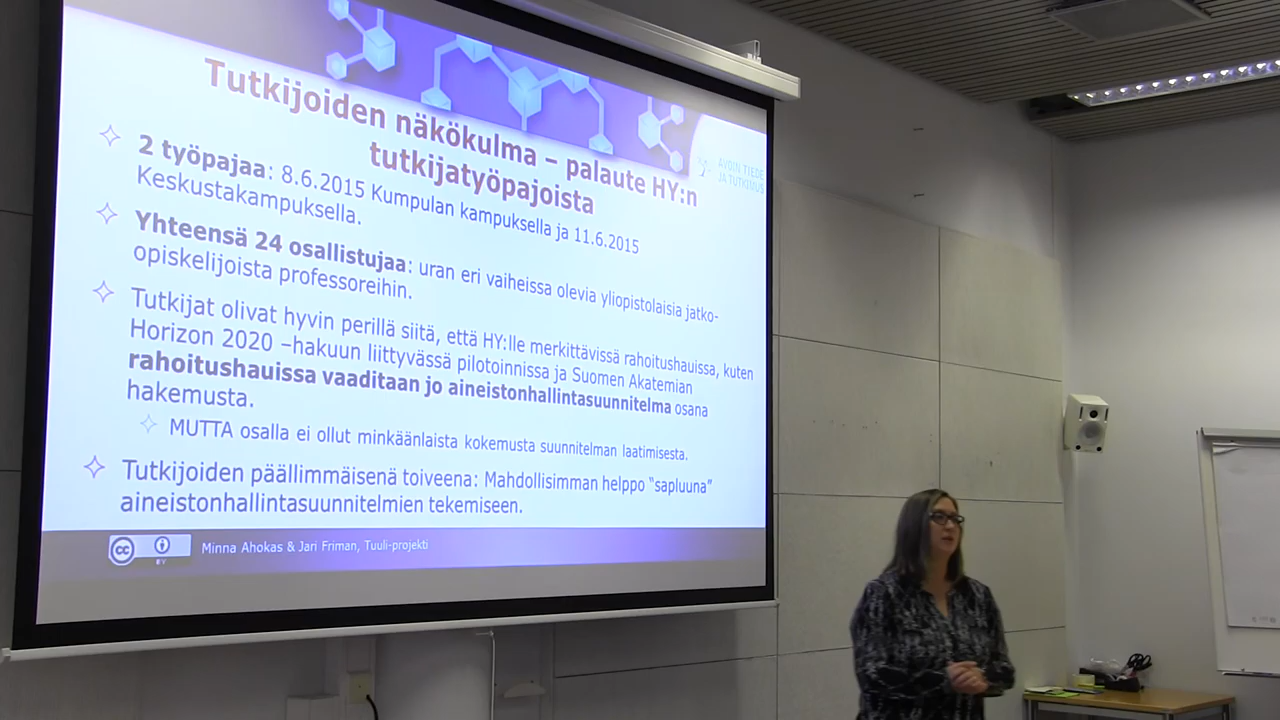 Tutkijoiden näkökulma – palaute HY:n
tutkijatyöpajoista
AVOIN TIEDE
JA TUTKIMUS
2 työpajaa: 8.6.2015 Kumpulan kampuksella ja 11.6.2015
Keskustakampuksella.
Yhteensä 24 osallistujaa: uran eri vaiheissa olevia yliopistolaisia jatko-
opiskelijoista professoreihin.
Tutkijat olivat hyvin perillä siitä, että HY:lle merkittävissä rahoitushauissa, kuten
Horizon 2020 –hakuun liittyvässä pilotoinnissa ja Suomen Akatemian
rahoitushauissa vaaditaan jo aineistonhallintasuunnitelma osana
hakemusta.
MUTTA osalla ei ollut minkäänlaista kokemusta suunnitelman laatimisesta.
Tutkijoiden päällimmäisenä toiveena: Mahdollisimman helppo “sapluuna”
aineistonhallintasuunnitelmien tekemiseen.
cc
BY
Minna Ahokas & Jari Friman, Tuuli-projekti